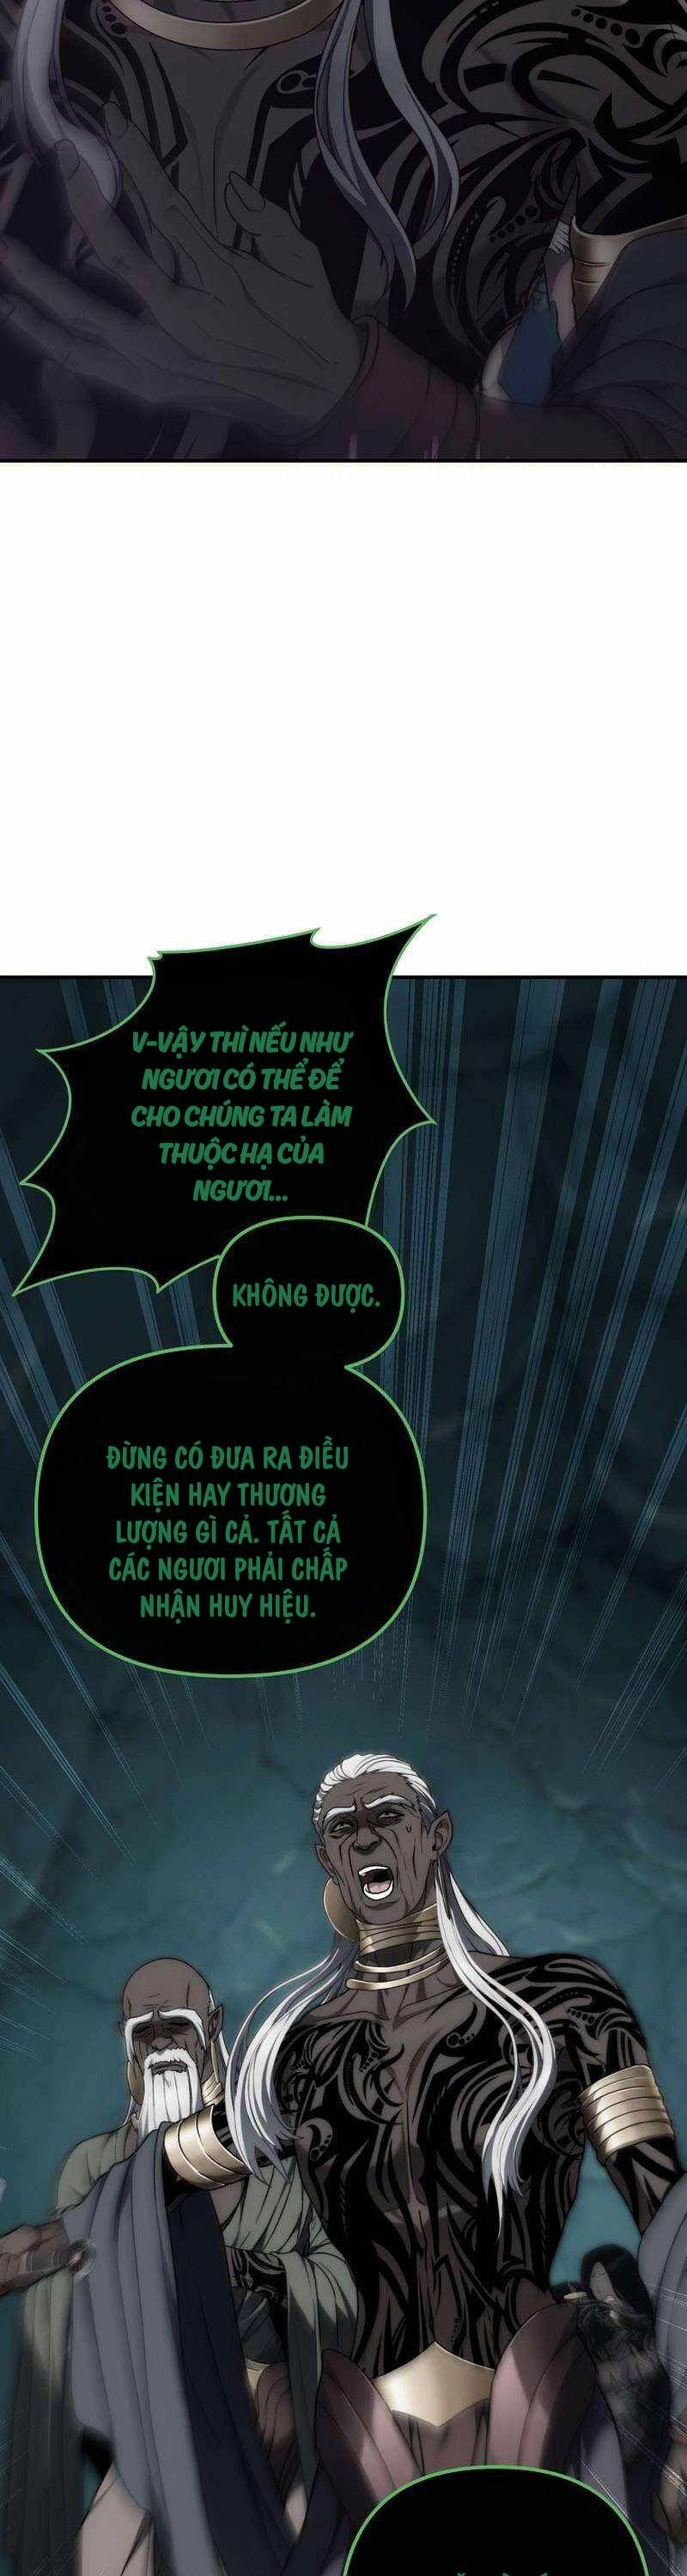 V-VẬY THÌ NẾU NHƯ
NGƯƠI CÓ THỂ ĐỂ
CHO CHÚNG TA LÀM
THUỘC HẠ CỦA
NGƯƠI...
KHÔNG ĐƯỢC.
ĐỪNG CÓ ĐƯA RA ĐIỀU
KIỆN HAY THƯƠNG
LƯỢNG GÌ CẢ. TẤT CẢ
CÁC NGƯƠI PHẢI CHẤP
NHẬN HUY HIỆU.